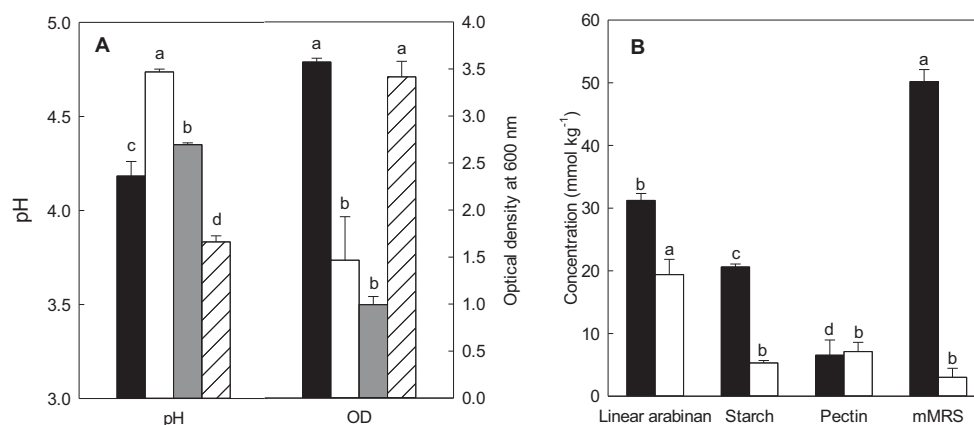 A
5.0
4.5
4.0
3.5
3.0
pH
c
a
b
d
a
b
b
a
pH
OD
4.0
3.5
3.0
2.5
2.0
1.5
1.0
0.5
0.0
Optical density at 600 nm
B
60
50
40
30
20
10
0
Concentration (mmol kg-1)
b
a
c
b
d
b
a
b
Linear arabinan
Starch
Pectin
mMRS